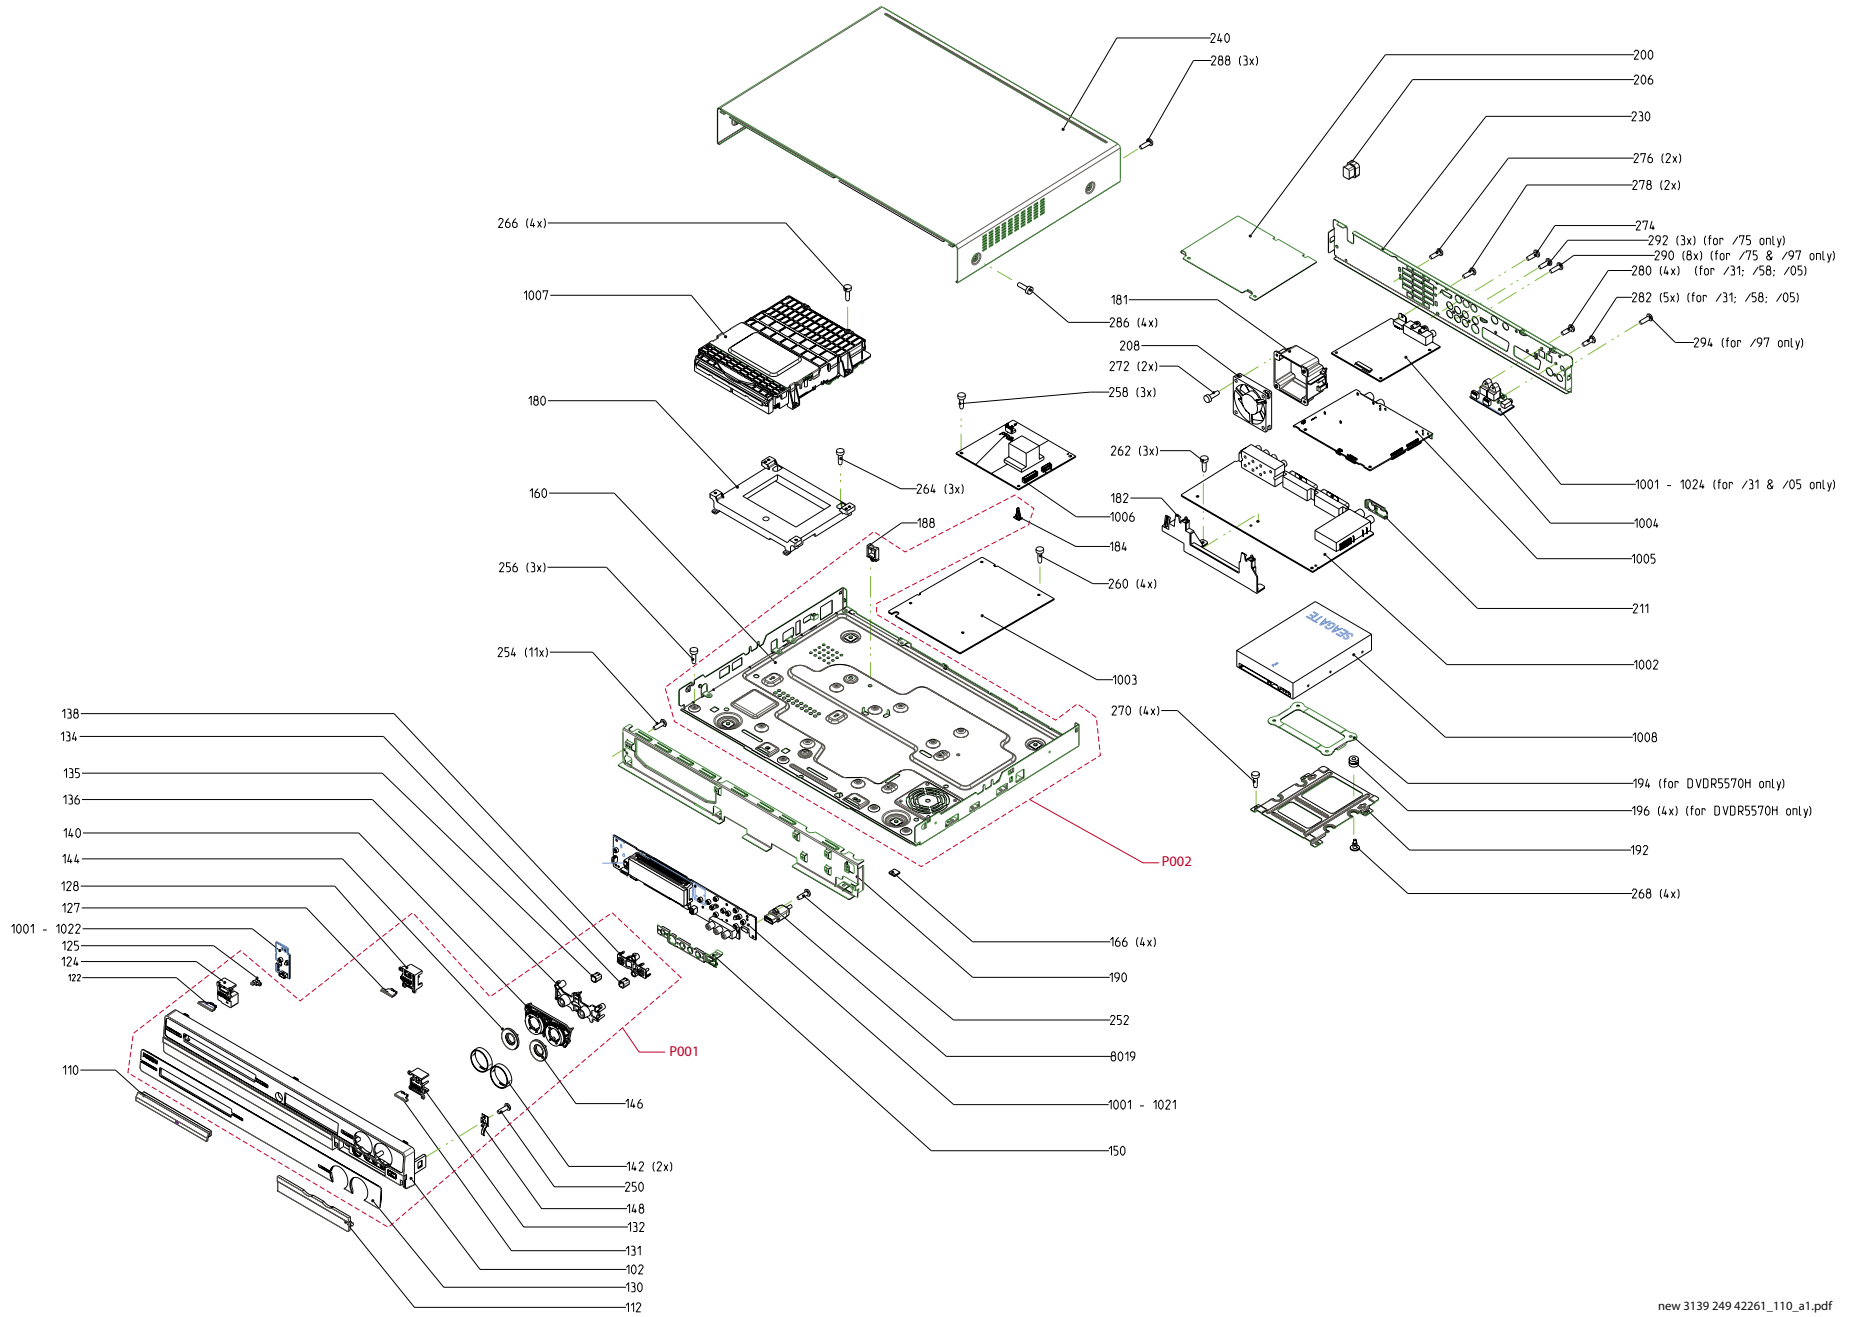 240
288 (3x)
200
206
230
276 (2x)
278 (2x)
274
292 (3x) (for /75 only)
290 (8x) (for /75 & /97 only)
280 (4x) (for /31; /58; /05)
282 (5x) (for /31; /58; /05)
294 (for /97 only)
266 (4x)
1007
286 (4x)
181
208
272 (2x)
258 (3x)
180
262 (3x)
264 (3x)
160
182
188
1006
184
256 (3x)
260 (4x)
1001 - 1024 (for /31 & /05 only)
1004
1005
211
SEAGATE
1002
254 (11x)
1003
270 (4x)
1008
194 (for DVDR5570H only)
196 (4x) (for DVDR5570H only)
192
268 (4x)
P002
138
134
135
136
140
144
128
127
1001 - 1022
125
124
122
110
166 (4x)
190
252
8019
1001 - 1021
150
P001
146
142 (2x)
250
148
132
131
102
130
112
new 3139 249 42261_110_a1.pdf